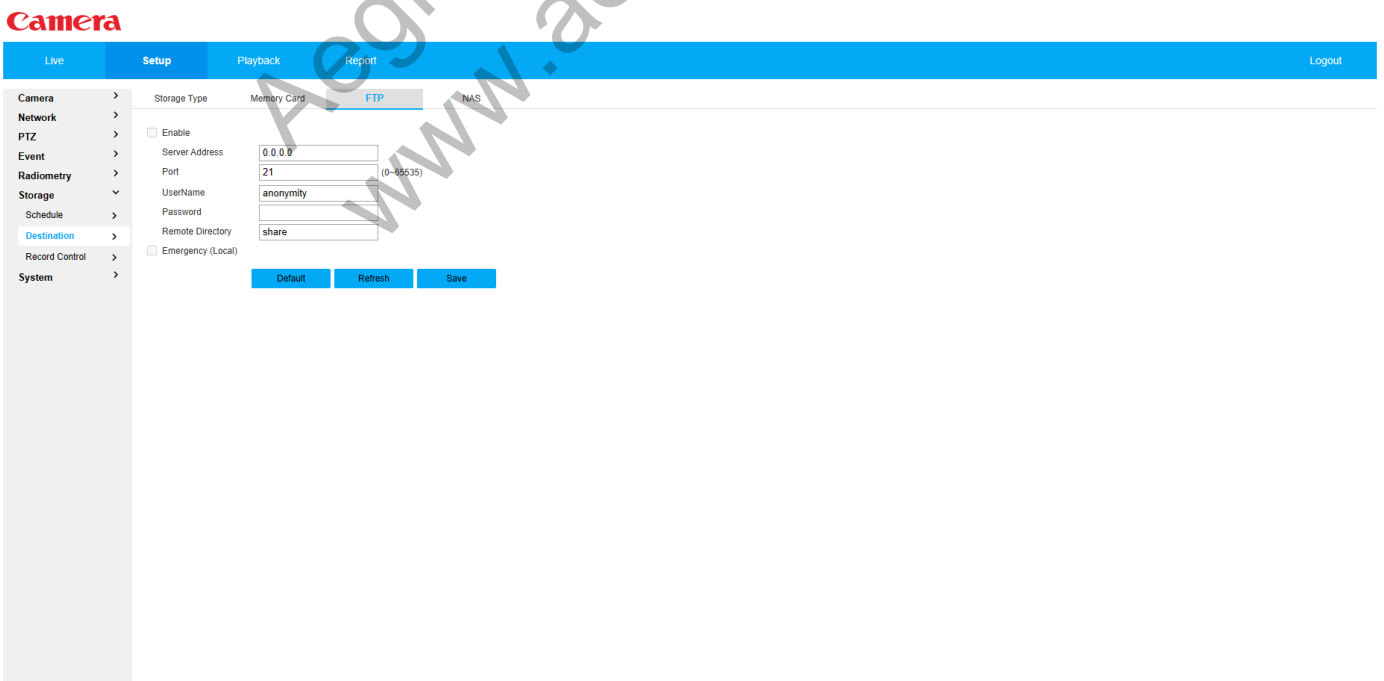 Camera
Live Setup Playback Report Logout
Camera
Network
PTZ
Event
Radiometry
Storage
Schedule
Destination
Record Control
System
Storage Type Memory Card FTP NAS
Enable
Server Address 0.0.0.0
Port 21 (0~65535)
UserName anonymity
Password
Remote Directory share
Emergency (Local)
Default Refresh Save